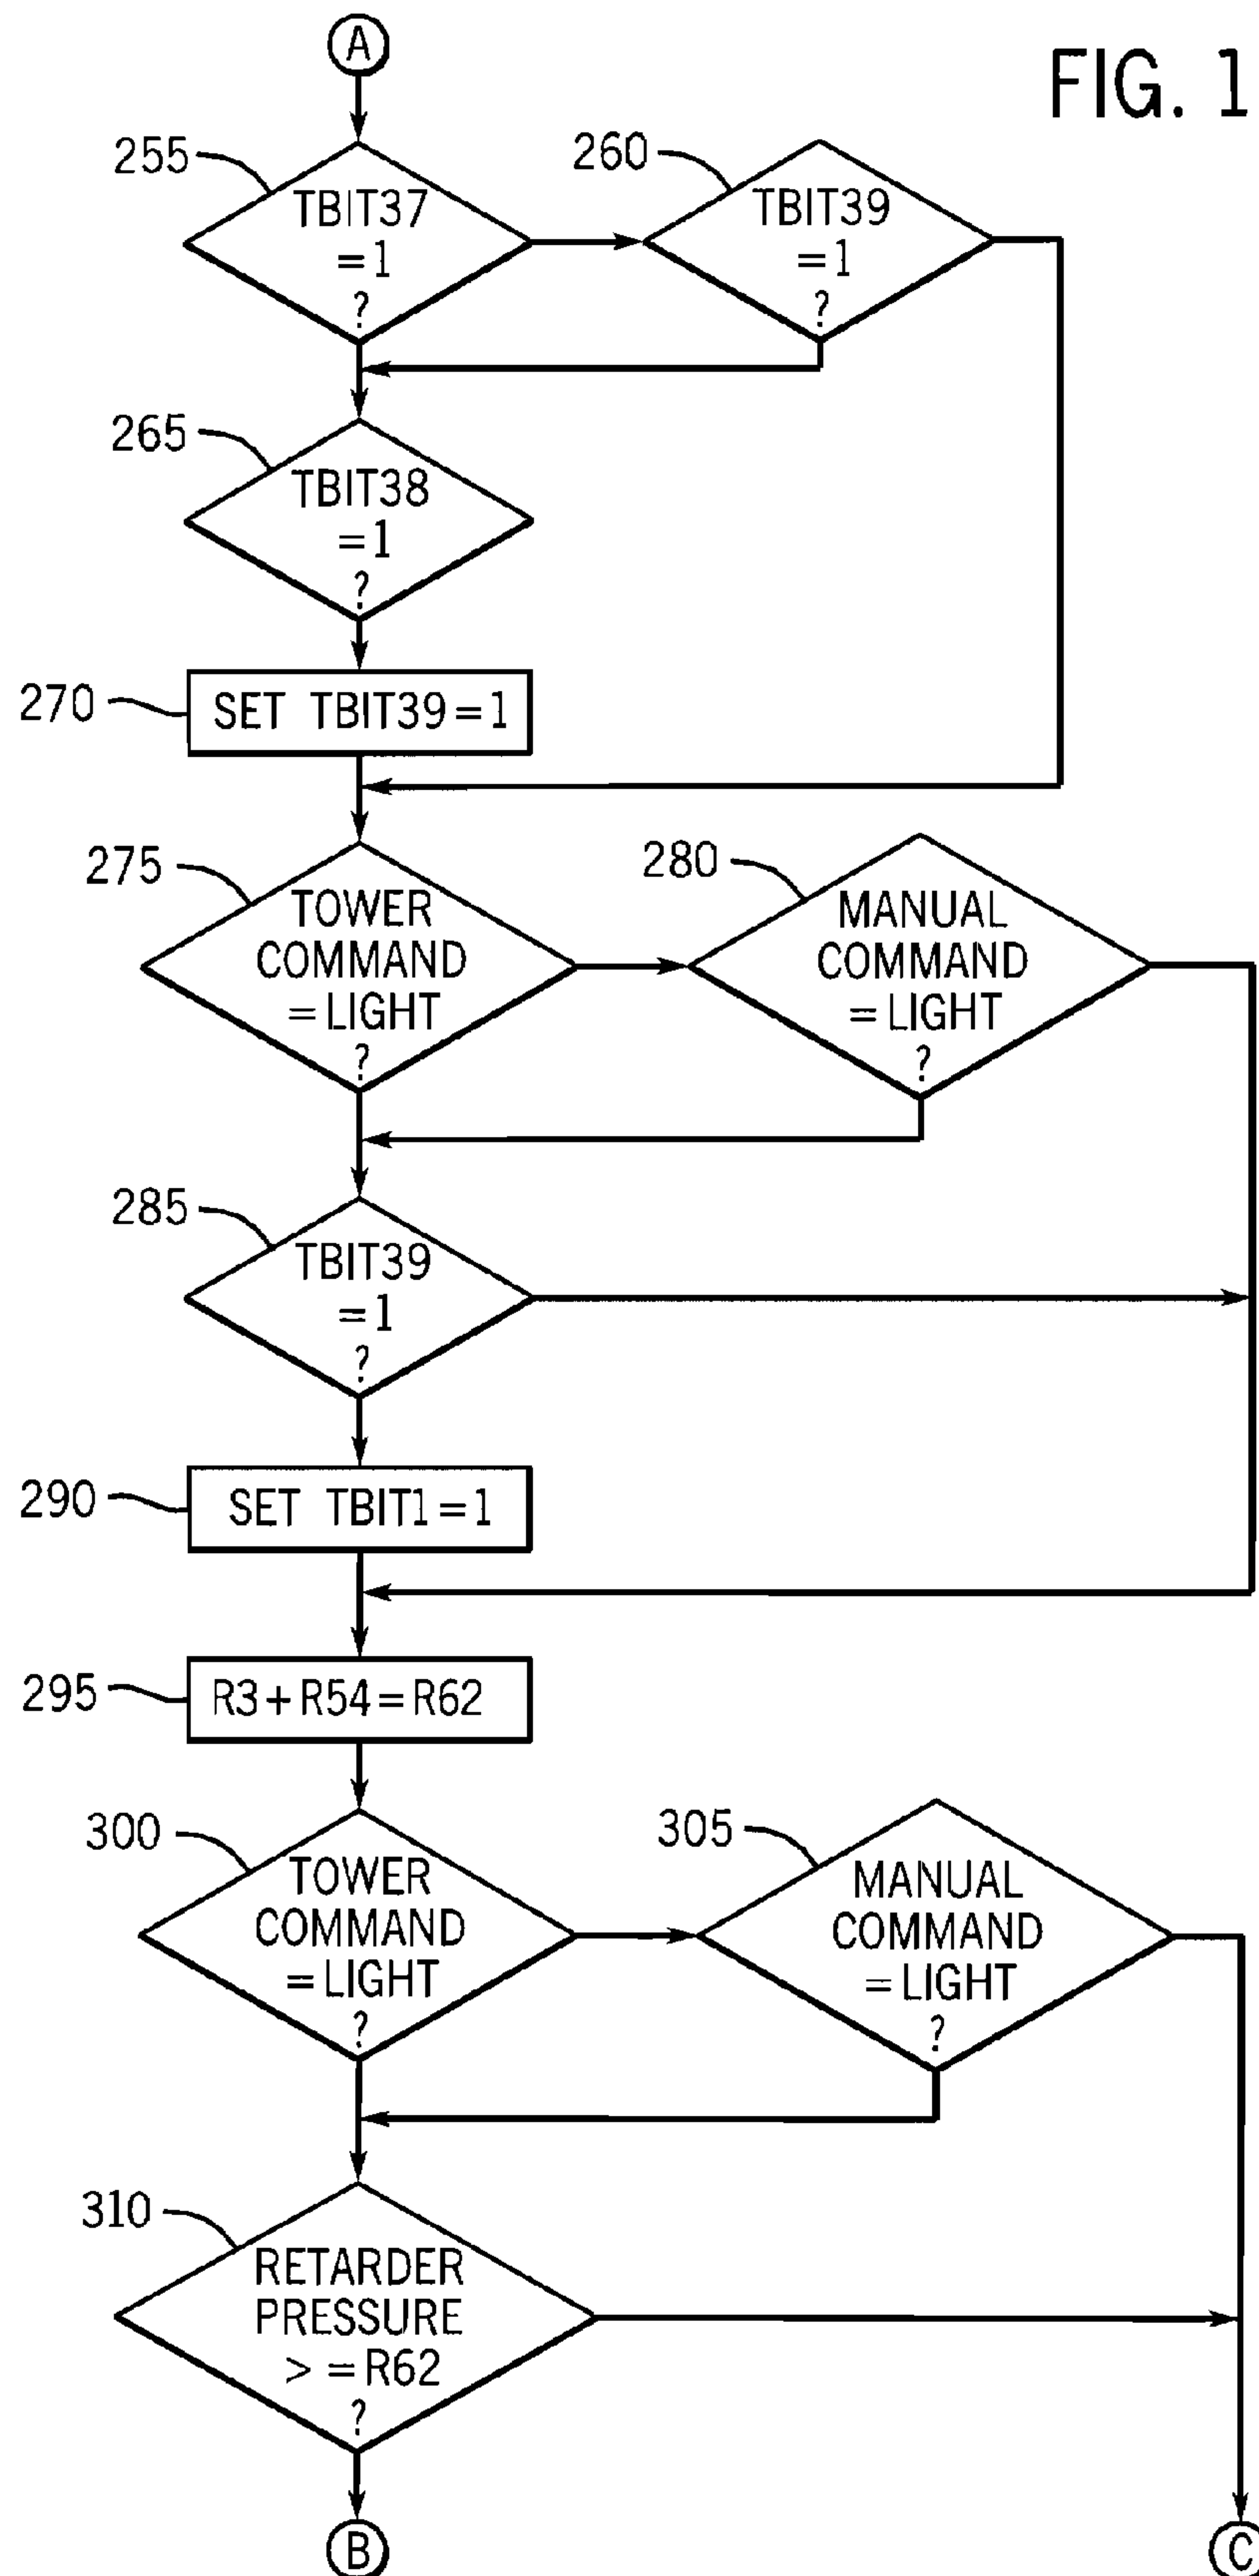 A
FIG. 1
255
TBIT37
=1
?
260
TBIT39
=1
?
265
TBIT38
=1
?
270
SET TBIT39=1
275
TOWER
COMMAND
=LIGHT
?
280
MANUAL
COMMAND
=LIGHT
?
285
TBIT39
=1
?
290
SET TBIT1=1
295
R3+R54=R62
300
TOWER
COMMAND
=LIGHT
?
305
MANUAL
COMMAND
=LIGHT
?
310
RETARDER
PRESSURE
>=R62
?
B
C